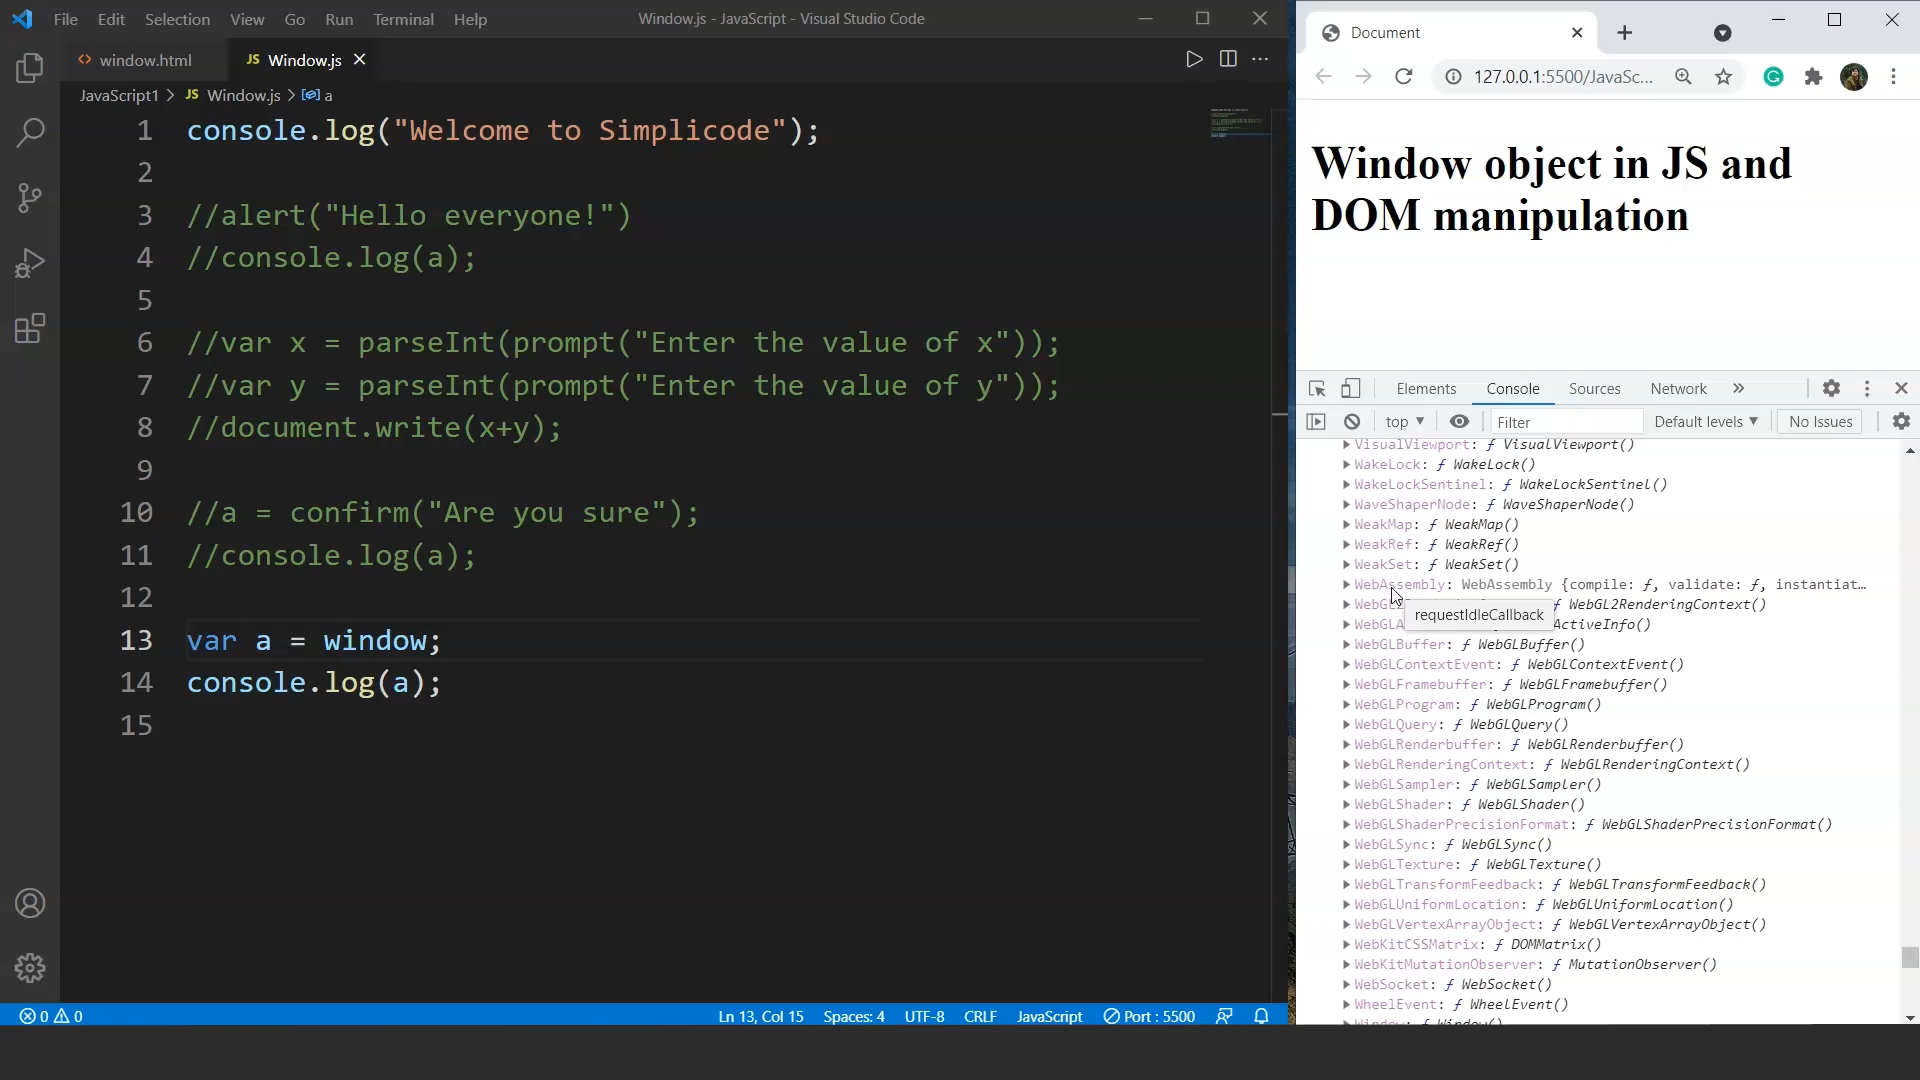 File Edit Selection View Go Run Terminal Help
Window.js - JavaScript - Visual Studio Code
window.html
JS Window.js
JavaScript1 > JS Window.js > a
1 console.log("Welcome to Simplicode");
2
3 //alert("Hello everyone!")
4 //console.log(a);
5
6 //var x = parseInt(prompt("Enter the value of x"));
7 //var y = parseInt(prompt("Enter the value of y"));
8 //document.write(x+y);
9
10 //a = confirm("Are you sure");
11 //console.log(a);
12
13 var a = window;
14 console.log(a);
15
0 0
Ln 13, Col 15 Spaces: 4 UTF-8 CRLF JavaScript Port : 5500
Document
127.0.0.1:5500/JavaSc...
Window object in JS and
DOM manipulation
Elements Console Sources Network »
top Filter Default levels No Issues
VisualViewport: ƒ VisualViewport()
WakeLock: ƒ WakeLock()
WakeLockSentinel: ƒ WakeLockSentinel()
WaveShaperNode: ƒ WaveShaperNode()
WeakMap: ƒ WeakMap()
WeakRef: ƒ WeakRef()
WeakSet: ƒ WeakSet()
WebAssembly: WebAssembly {compile: ƒ, validate: ƒ, instantiat…
ƒ WebGL2RenderingContext()
requestIdleCallback
WebGLBuffer: ƒ WebGLBuffer()
WebGLContextEvent: ƒ WebGLContextEvent()
WebGLFramebuffer: ƒ WebGLFramebuffer()
WebGLProgram: ƒ WebGLProgram()
WebGLQuery: ƒ WebGLQuery()
WebGLRenderbuffer: ƒ WebGLRenderbuffer()
WebGLRenderingContext: ƒ WebGLRenderingContext()
WebGLSampler: ƒ WebGLSampler()
WebGLShader: ƒ WebGLShader()
WebGLShaderPrecisionFormat: ƒ WebGLShaderPrecisionFormat()
WebGLSync: ƒ WebGLSync()
WebGLTexture: ƒ WebGLTexture()
WebGLTransformFeedback: ƒ WebGLTransformFeedback()
WebGLUniformLocation: ƒ WebGLUniformLocation()
WebGLVertexArrayObject: ƒ WebGLVertexArrayObject()
WebKitCSSMatrix: ƒ DOMMatrix()
WebKitMutationObserver: ƒ MutationObserver()
WebSocket: ƒ WebSocket()
WheelEvent: ƒ WheelEvent()
Window: ƒ Window()